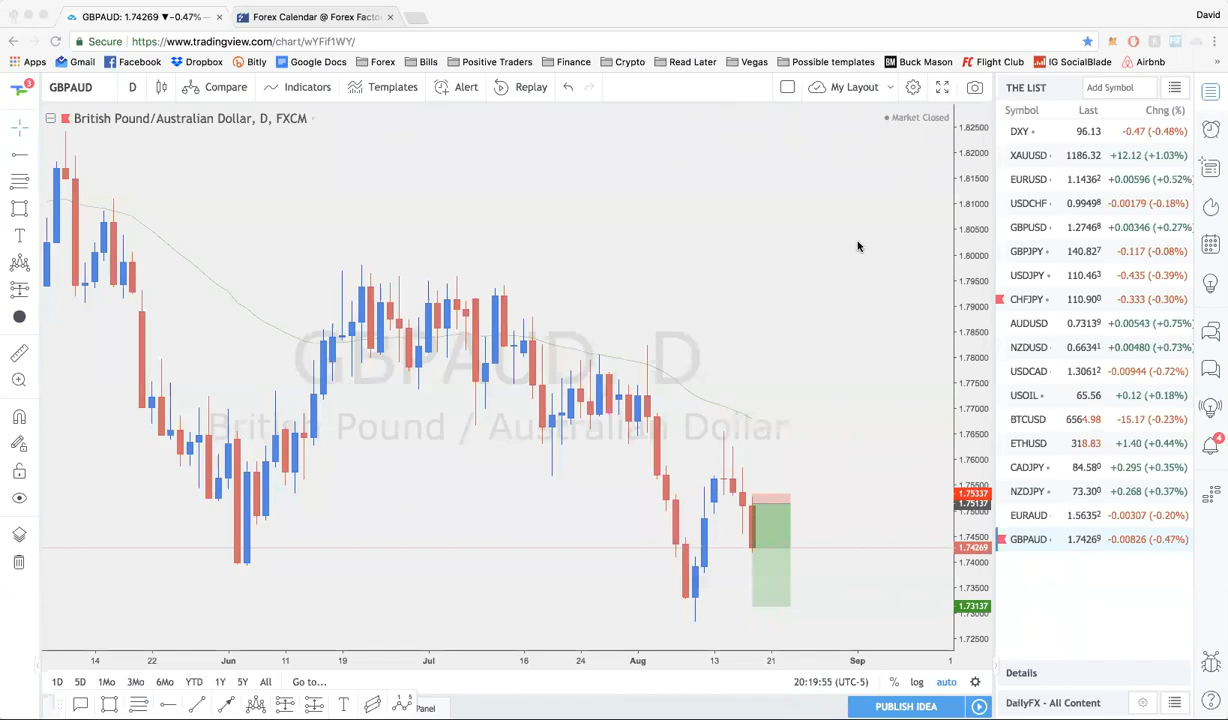 GBPAUD: 1.74269 ▼−0.47%
Forex Calendar @ Forex Facto
David
Secure
https://www.tradingview.com/chart/wYFif1WY/
Apps
Gmail
Facebook
Dropbox
Bitly
Google Docs
Forex
Bills
Positive Traders
Finance
Crypto
Read Later
Vegas
Possible templates
BM Buck Mason
FC Flight Club
IG SocialBlade
Airbnb
»
3
GBPAUD
D
Compare
Indicators
Templates
Alert
Replay
My Layout
THE LIST
Add Symbol
Symbol Last Chng (%)
British Pound/Australian Dollar, D, FXCM
Market Closed
DXY 96.13 -0.47 (-0.48%)
XAUUSD 1186.32 +12.12 (+1.03%)
EURUSD 1.1436² +0.00596 (+0.52%)
USDCHF 0.9949⁸ -0.00179 (-0.18%)
GBPUSD 1.2746⁸ +0.00346 (+0.27%)
GBPJPY 140.82⁷ -0.117 (-0.08%)
USDJPY 110.46³ -0.435 (-0.39%)
CHFJPY 110.90⁰ -0.333 (-0.30%)
AUDUSD 0.7313⁹ +0.00543 (+0.75%)
NZDUSD 0.6634¹ +0.00480 (+0.73%)
USDCAD 1.3061² -0.00944 (-0.72%)
USOIL 65.56 +0.12 (+0.18%)
BTCUSD 6564.98 -15.17 (-0.23%)
ETHUSD 318.83 +1.40 (+0.44%)
CADJPY 84.58⁰ +0.295 (+0.35%)
NZDJPY 73.30⁰ +0.268 (+0.37%)
EURAUD 1.5635² -0.00307 (-0.20%)
GBPAUD 1.7426⁹ -0.00826 (-0.47%)
4
GBPAUD, D
British Pound / Australian Dollar
1.82500
1.82000
1.81500
1.81000
1.80500
1.80000
1.79500
1.79000
1.78500
1.78000
1.77500
1.77000
1.76500
1.76000
1.75500
1.75337
1.75137
1.75000
1.74500
1.74269
1.74000
1.73500
1.73137
1.72500
14 22 Jun 11 19 Jul 16 24 Aug 13 21 Sep 1
1D 5D 1Mo 3Mo 6Mo YTD 1Y 5Y All Go to...
20:19:55 (UTC-5)
% log auto
Details
Panel
PUBLISH IDEA
DailyFX - All Content